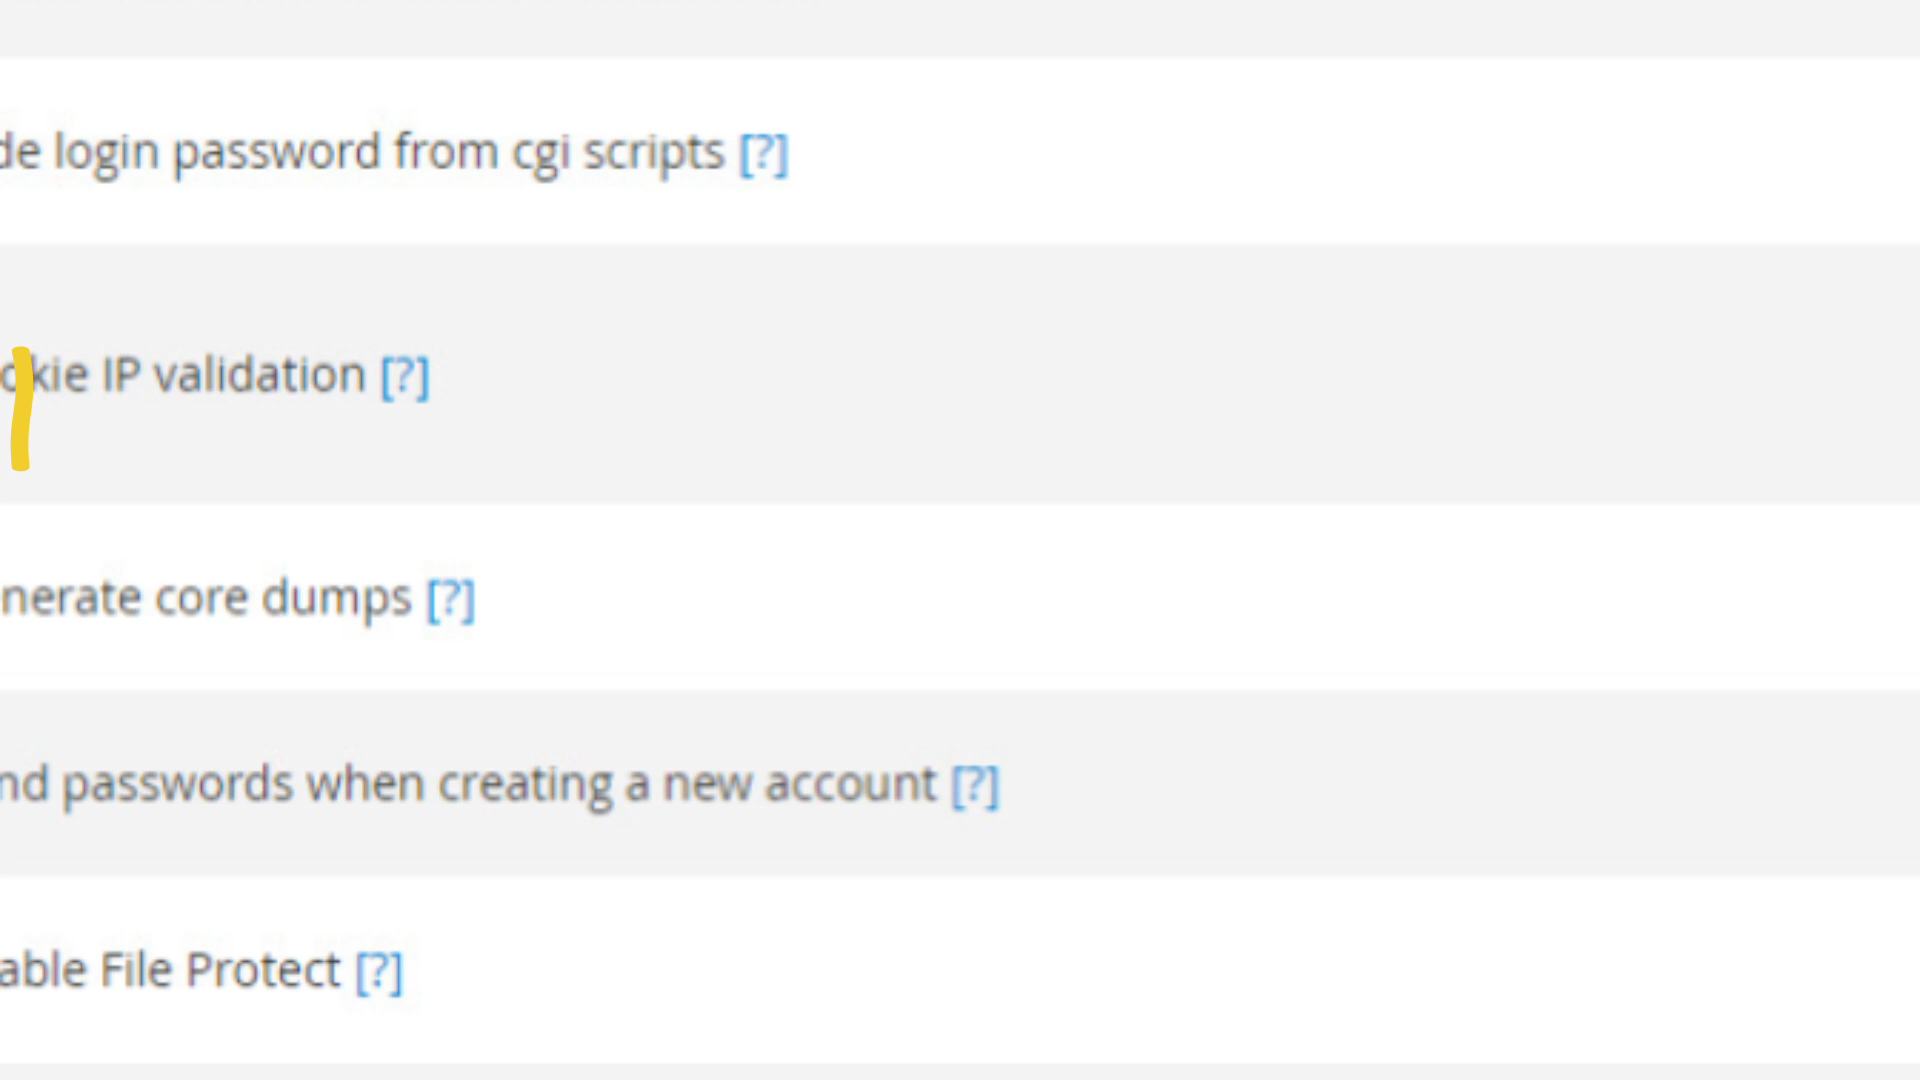 de login password from cgi scripts [?]
okie IP validation [?]
nerate core dumps [?]
nd passwords when creating a new account [?]
able File Protect [?]